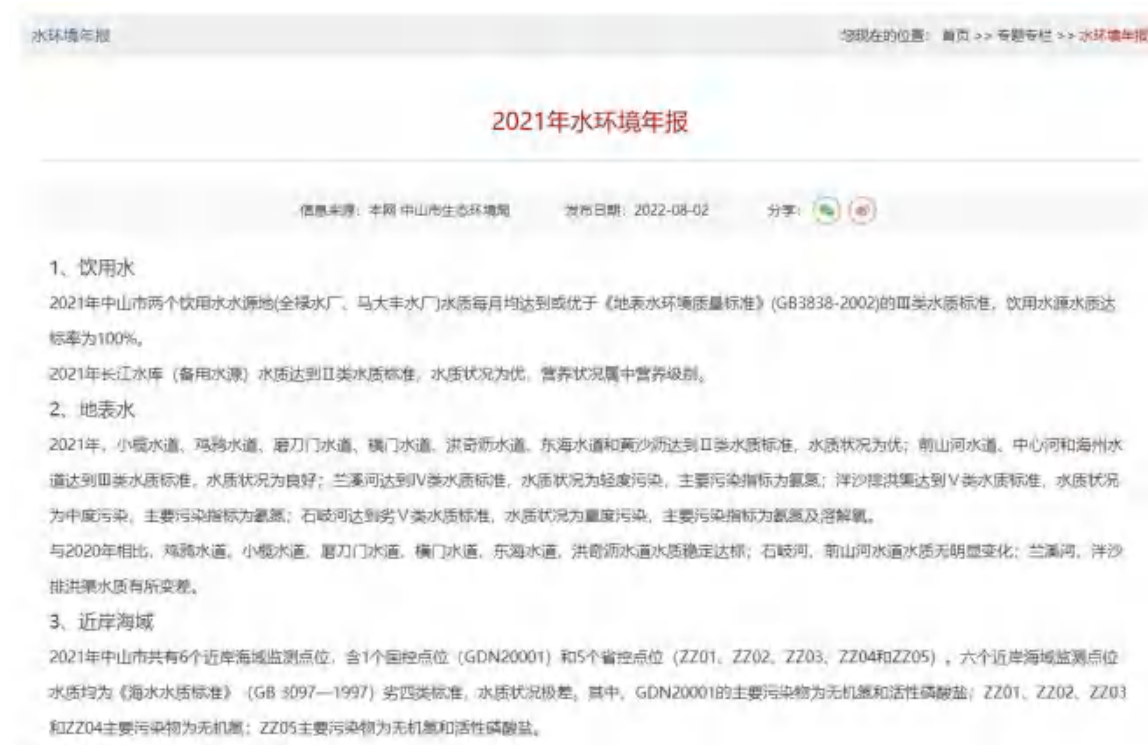 水环境年报
您现在的位置： 首页 >> 专题专栏 >> 水环境年报
2021年水环境年报
信息来源：本网 中山市生态环境局 发布日期：2022-08-02 分享：
1、饮用水
2021年中山市两个饮用水水源地(全禄水厂、马大丰水厂)水质每月均达到或优于《地表水环境质量标准》(GB3838-2002)的Ⅲ类水质标准，饮用水源水质达
标率为100%。
2021年长江水库（备用水源）水质达到Ⅱ类水质标准，水质状况为优，营养状况属中营养级别。
2、地表水
2021年，小榄水道、鸡鸦水道、磨刀门水道、横门水道、洪奇沥水道、东海水道和黄沙沥达到Ⅱ类水质标准，水质状况为优；前山河水道、中心河和海州水
道达到Ⅲ类水质标准，水质状况为良好；兰溪河达到Ⅳ类水质标准，水质状况为轻度污染，主要污染指标为氨氮；泮沙排洪渠达到Ⅴ类水质标准，水质状况
为中度污染，主要污染指标为氨氮；石岐河达到劣Ⅴ类水质标准，水质状况为重度污染，主要污染指标为氨氮及溶解氧。
与2020年相比，鸡鸦水道、小榄水道、磨刀门水道、横门水道、东海水道、洪奇沥水道水质稳定达标；石岐河、前山河水道水质无明显变化；兰溪河、泮沙
排洪渠水质有所变差。
3、近岸海域
2021年中山市共有6个近岸海域监测点位，含1个国控点位（GDN20001）和5个省控点位（ZZ01、ZZ02、ZZ03、ZZ04和ZZ05）。六个近岸海域监测点位
水质均为《海水水质标准》（GB 3097—1997）劣四类标准，水质状况极差。其中，GDN20001的主要污染物为无机氮和活性磷酸盐；ZZ01、ZZ02、ZZ03
和ZZ04主要污染物为无机氮；ZZ05主要污染物为无机氮和活性磷酸盐。